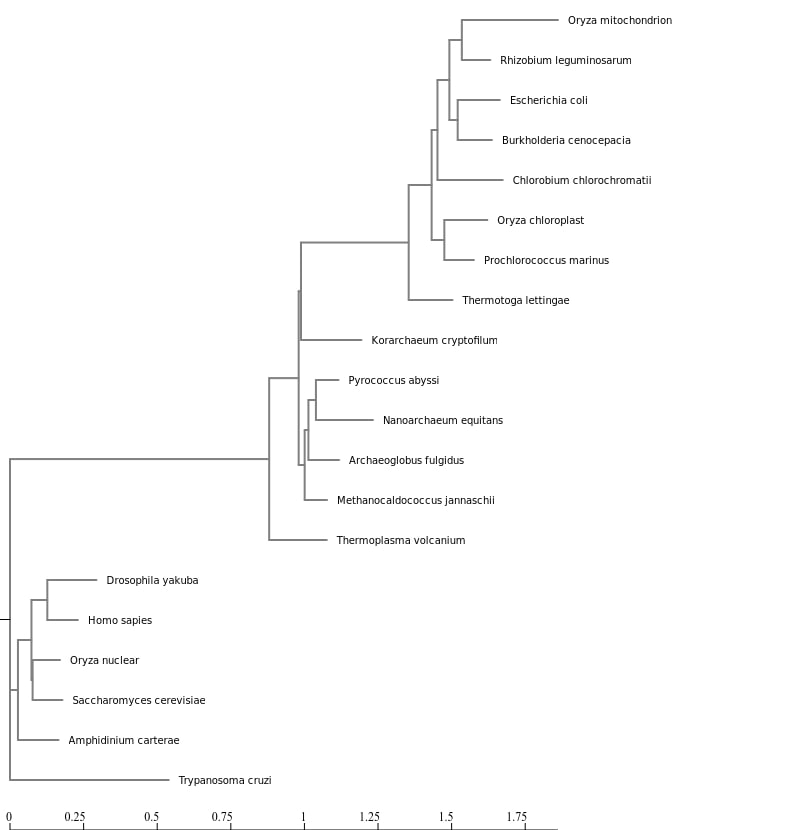 Oryza mitochondrion
Rhizobium leguminosarum
Escherichia coli
Burkholderia cenocepacia
Chlorobium chlorochromatii
Oryza chloroplast
Prochlorococcus marinus
Thermotoga lettingae
Korarchaeum cryptofilum
Pyrococcus abyssi
Nanoarchaeum equitans
Archaeoglobus fulgidus
Methanocaldococcus jannaschii
Thermoplasma volcanium
Drosophila yakuba
Homo sapies
Oryza nuclear
Saccharomyces cerevisiae
Amphidinium carterae
Trypanosoma cruzi
0 0.25 0.5 0.75 1 1.25 1.5 1.75